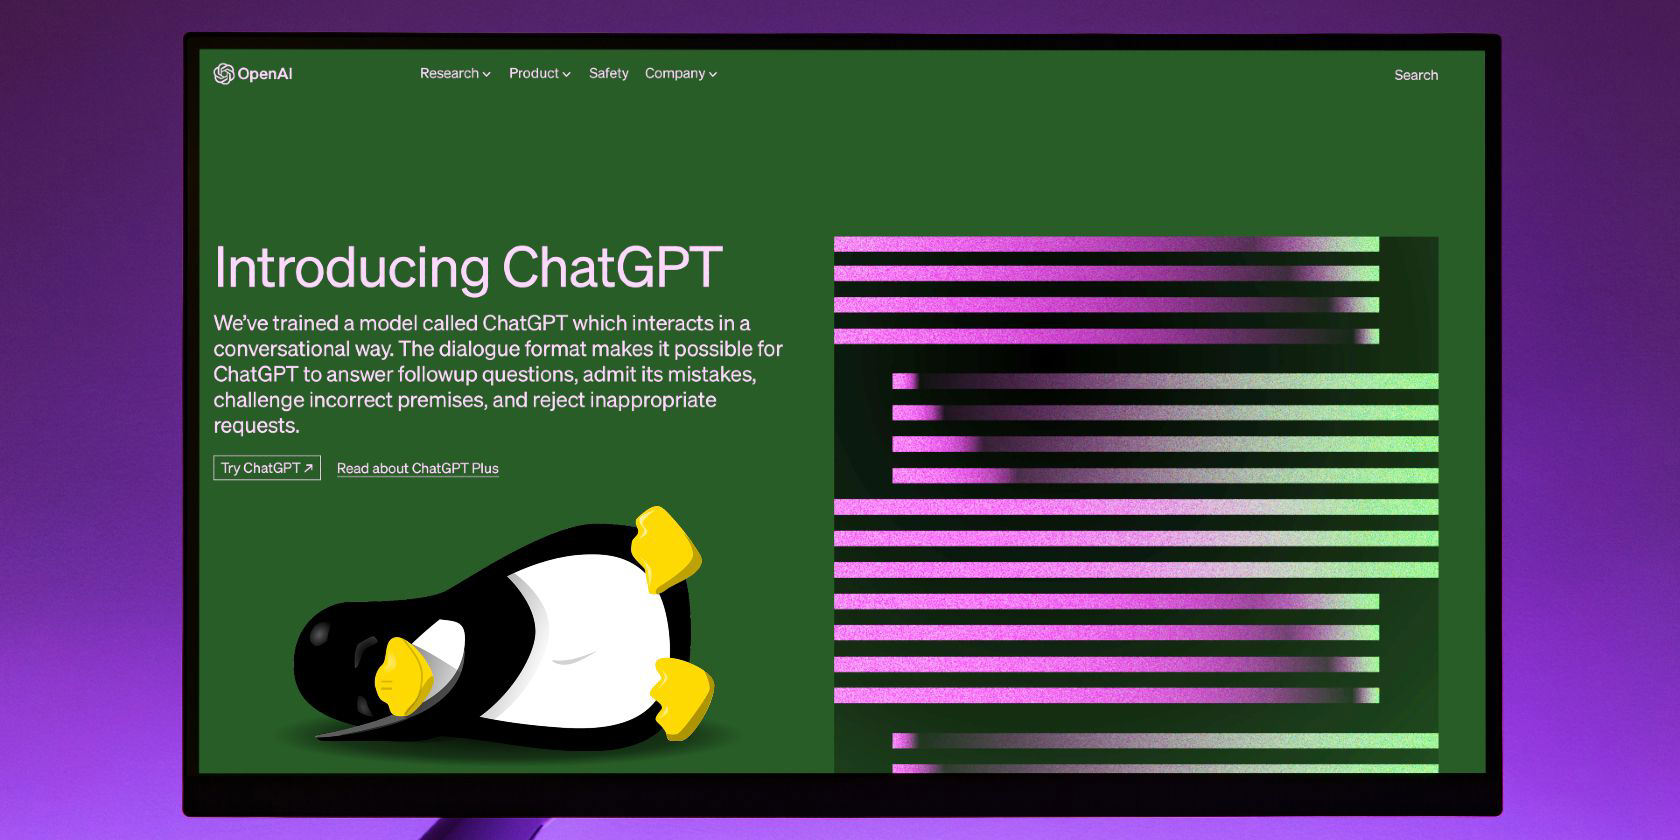 OpenAI
Research
Product
Safety
Company
Search
Introducing ChatGPT
We've trained a model called ChatGPT which interacts in a
conversational way. The dialogue format makes it possible for
ChatGPT to answer followup questions, admit its mistakes,
challenge incorrect premises, and reject inappropriate
requests.
Try ChatGPT ↗
Read about ChatGPT Plus